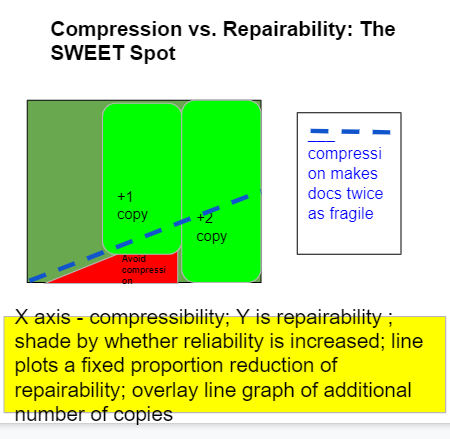 Compression vs. Repairability: The
SWEET Spot
+1
copy
+2
copy
Avoid
compressi
on
compressi
on makes
docs twice
as fragile
X axis - compressibility; Y is repairability ;
shade by whether reliability is increased; line
plots a fixed proportion reduction of
repairability; overlay line graph of additional
number of copies